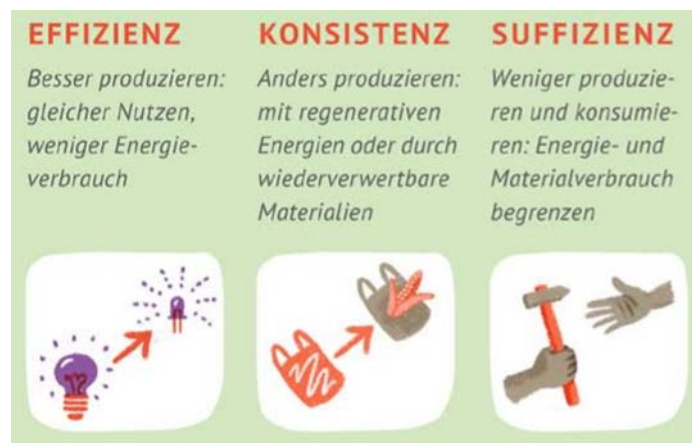 EFFIZIENZ
Besser produzieren:
gleicher Nutzen,
weniger Energie-
verbrauch
KONSISTENZ
Anders produzieren:
mit regenerativen
Energien oder durch
wiederverwertbare
Materialien
SUFFIZIENZ
Weniger produzie-
ren und konsumie-
ren: Energie- und
Materialverbrauch
begrenzen